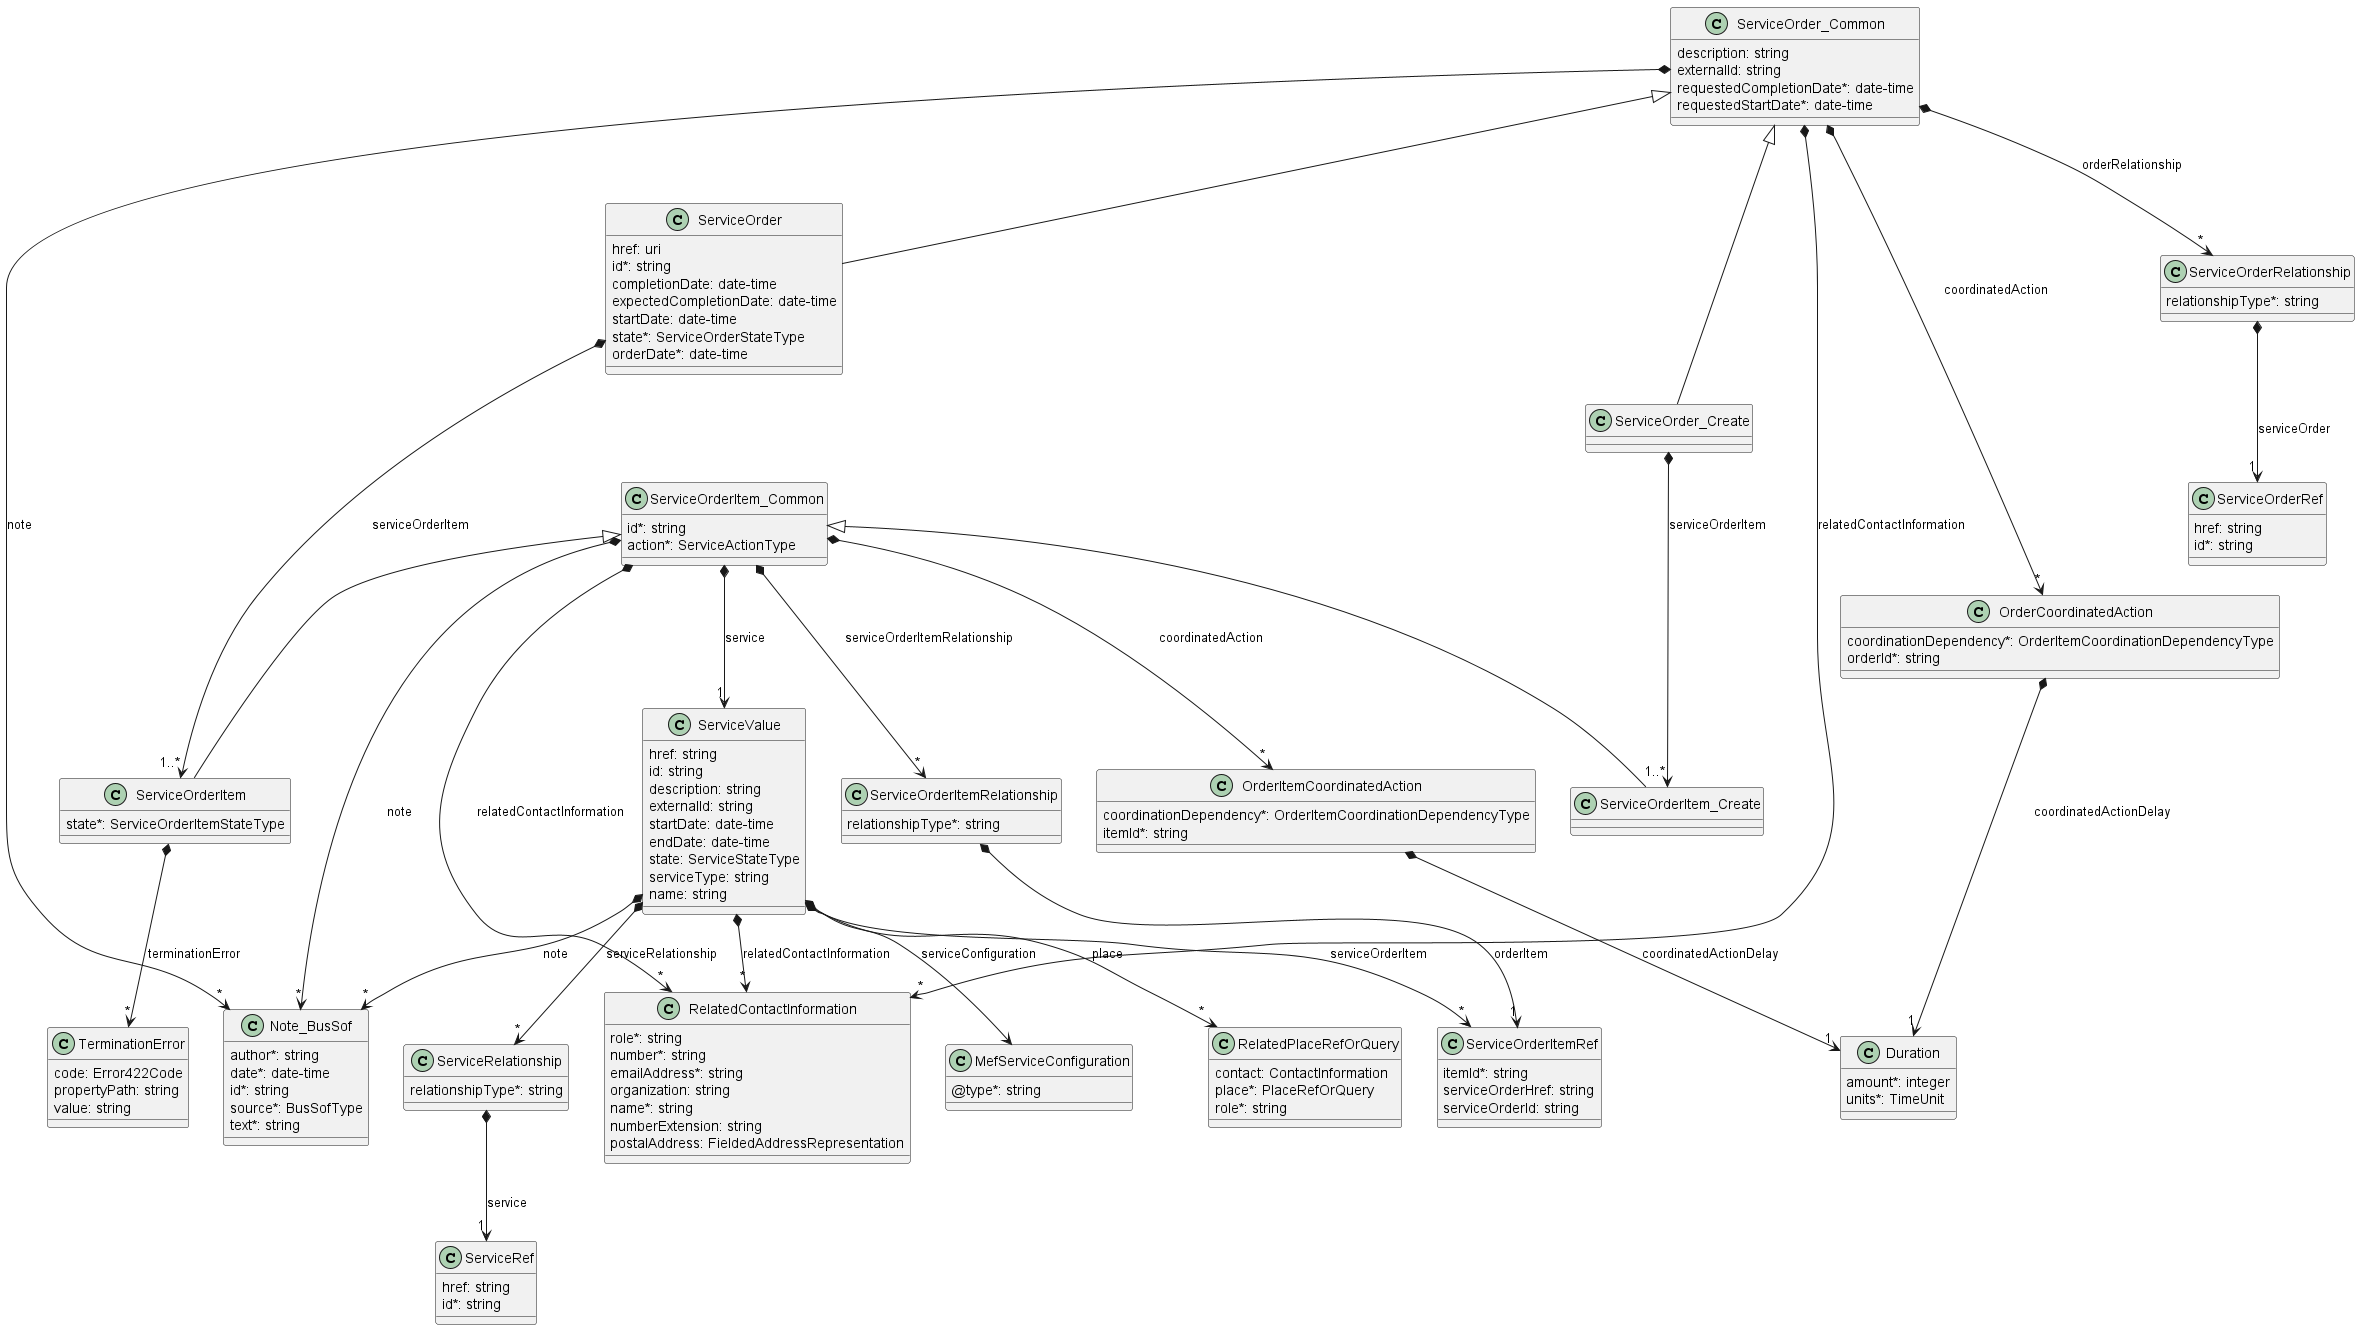 C ServiceOrder_Common
description: string
externalId: string
requestedCompletionDate*: date-time
requestedStartDate*: date-time
orderRelationship
C ServiceOrder
href: uri
id*: string
completionDate: date-time
expectedCompletionDate: date-time
startDate: date-time
state*: ServiceOrderStateType
orderDate*: date-time
*
C ServiceOrderRelationship
relationshipType*: string
coordinatedAction
C ServiceOrder_Create
serviceOrder
1
C ServiceOrderRef
href: string
id*: string
note
serviceOrderItem
C ServiceOrderItem_Common
id*: string
action*: ServiceActionType
serviceOrderItem
relatedContactInformation
*
C OrderCoordinatedAction
coordinationDependency*: OrderItemCoordinationDependencyType
orderId*: string
service
serviceOrderItemRelationship
coordinatedAction
1
1..*
*
*
1..*
C ServiceOrderItem
state*: ServiceOrderItemStateType
note
relatedContactInformation
C ServiceValue
href: string
id: string
description: string
externalId: string
startDate: date-time
endDate: date-time
state: ServiceStateType
serviceType: string
name: string
C ServiceOrderItemRelationship
relationshipType*: string
C OrderItemCoordinatedAction
coordinationDependency*: OrderItemCoordinationDependencyType
itemId*: string
C ServiceOrderItem_Create
coordinatedActionDelay
terminationError
note
serviceRelationship
relatedContactInformation
serviceConfiguration
place
serviceOrderItem
orderItem
coordinatedActionDelay
*
*
*
*
*
*
*
*
*
*
1
1
1
C TerminationError
code: Error422Code
propertyPath: string
value: string
C Note_BusSof
author*: string
date*: date-time
id*: string
source*: BusSofType
text*: string
C ServiceRelationship
relationshipType*: string
C RelatedContactInformation
role*: string
number*: string
emailAddress*: string
organization: string
name*: string
numberExtension: string
postalAddress: FieldedAddressRepresentation
C MefServiceConfiguration
@type*: string
C RelatedPlaceRefOrQuery
contact: ContactInformation
place*: PlaceRefOrQuery
role*: string
C ServiceOrderItemRef
itemId*: string
serviceOrderHref: string
serviceOrderId: string
C Duration
amount*: integer
units*: TimeUnit
service
1
C ServiceRef
href: string
id*: string